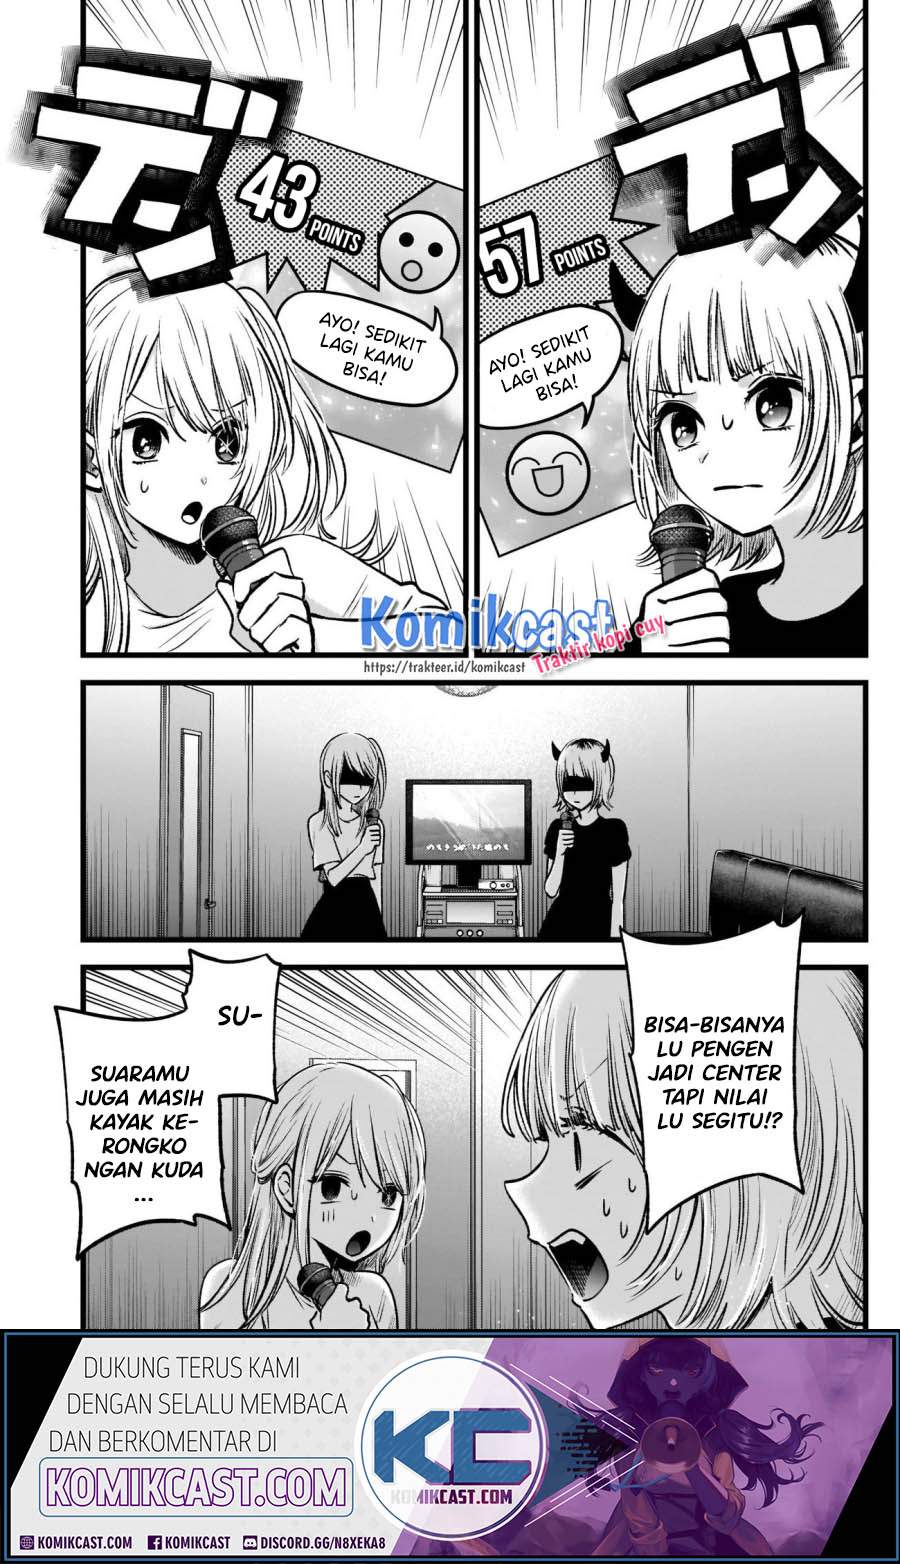 デン
57 POINTS
AYO! SEDIKIT
LAGI KAMU
BISA!
デデン
43 POINTS
AYO! SEDIKIT
LAGI KAMU
BISA!
Komikcast
Traktir kopi cuy
https://trakteer.id/komikcast
BISA-BISANYA
LU PENGEN
JADI CENTER
TAPI NILAI
LU SEGITU!?
SU-
SUARAMU
JUGA MASIH
KAYAK KE-
RONGKO
NGAN KUDA
...
DUKUNG TERUS KAMI
DENGAN SELALU MEMBACA
DAN BERKOMENTAR DI
KOMIKCAST.COM
KOMIKCAST.COM
KOMIKCAST
DISCORD.GG/N8XEKA8
KC
KOMIKCAST.COM